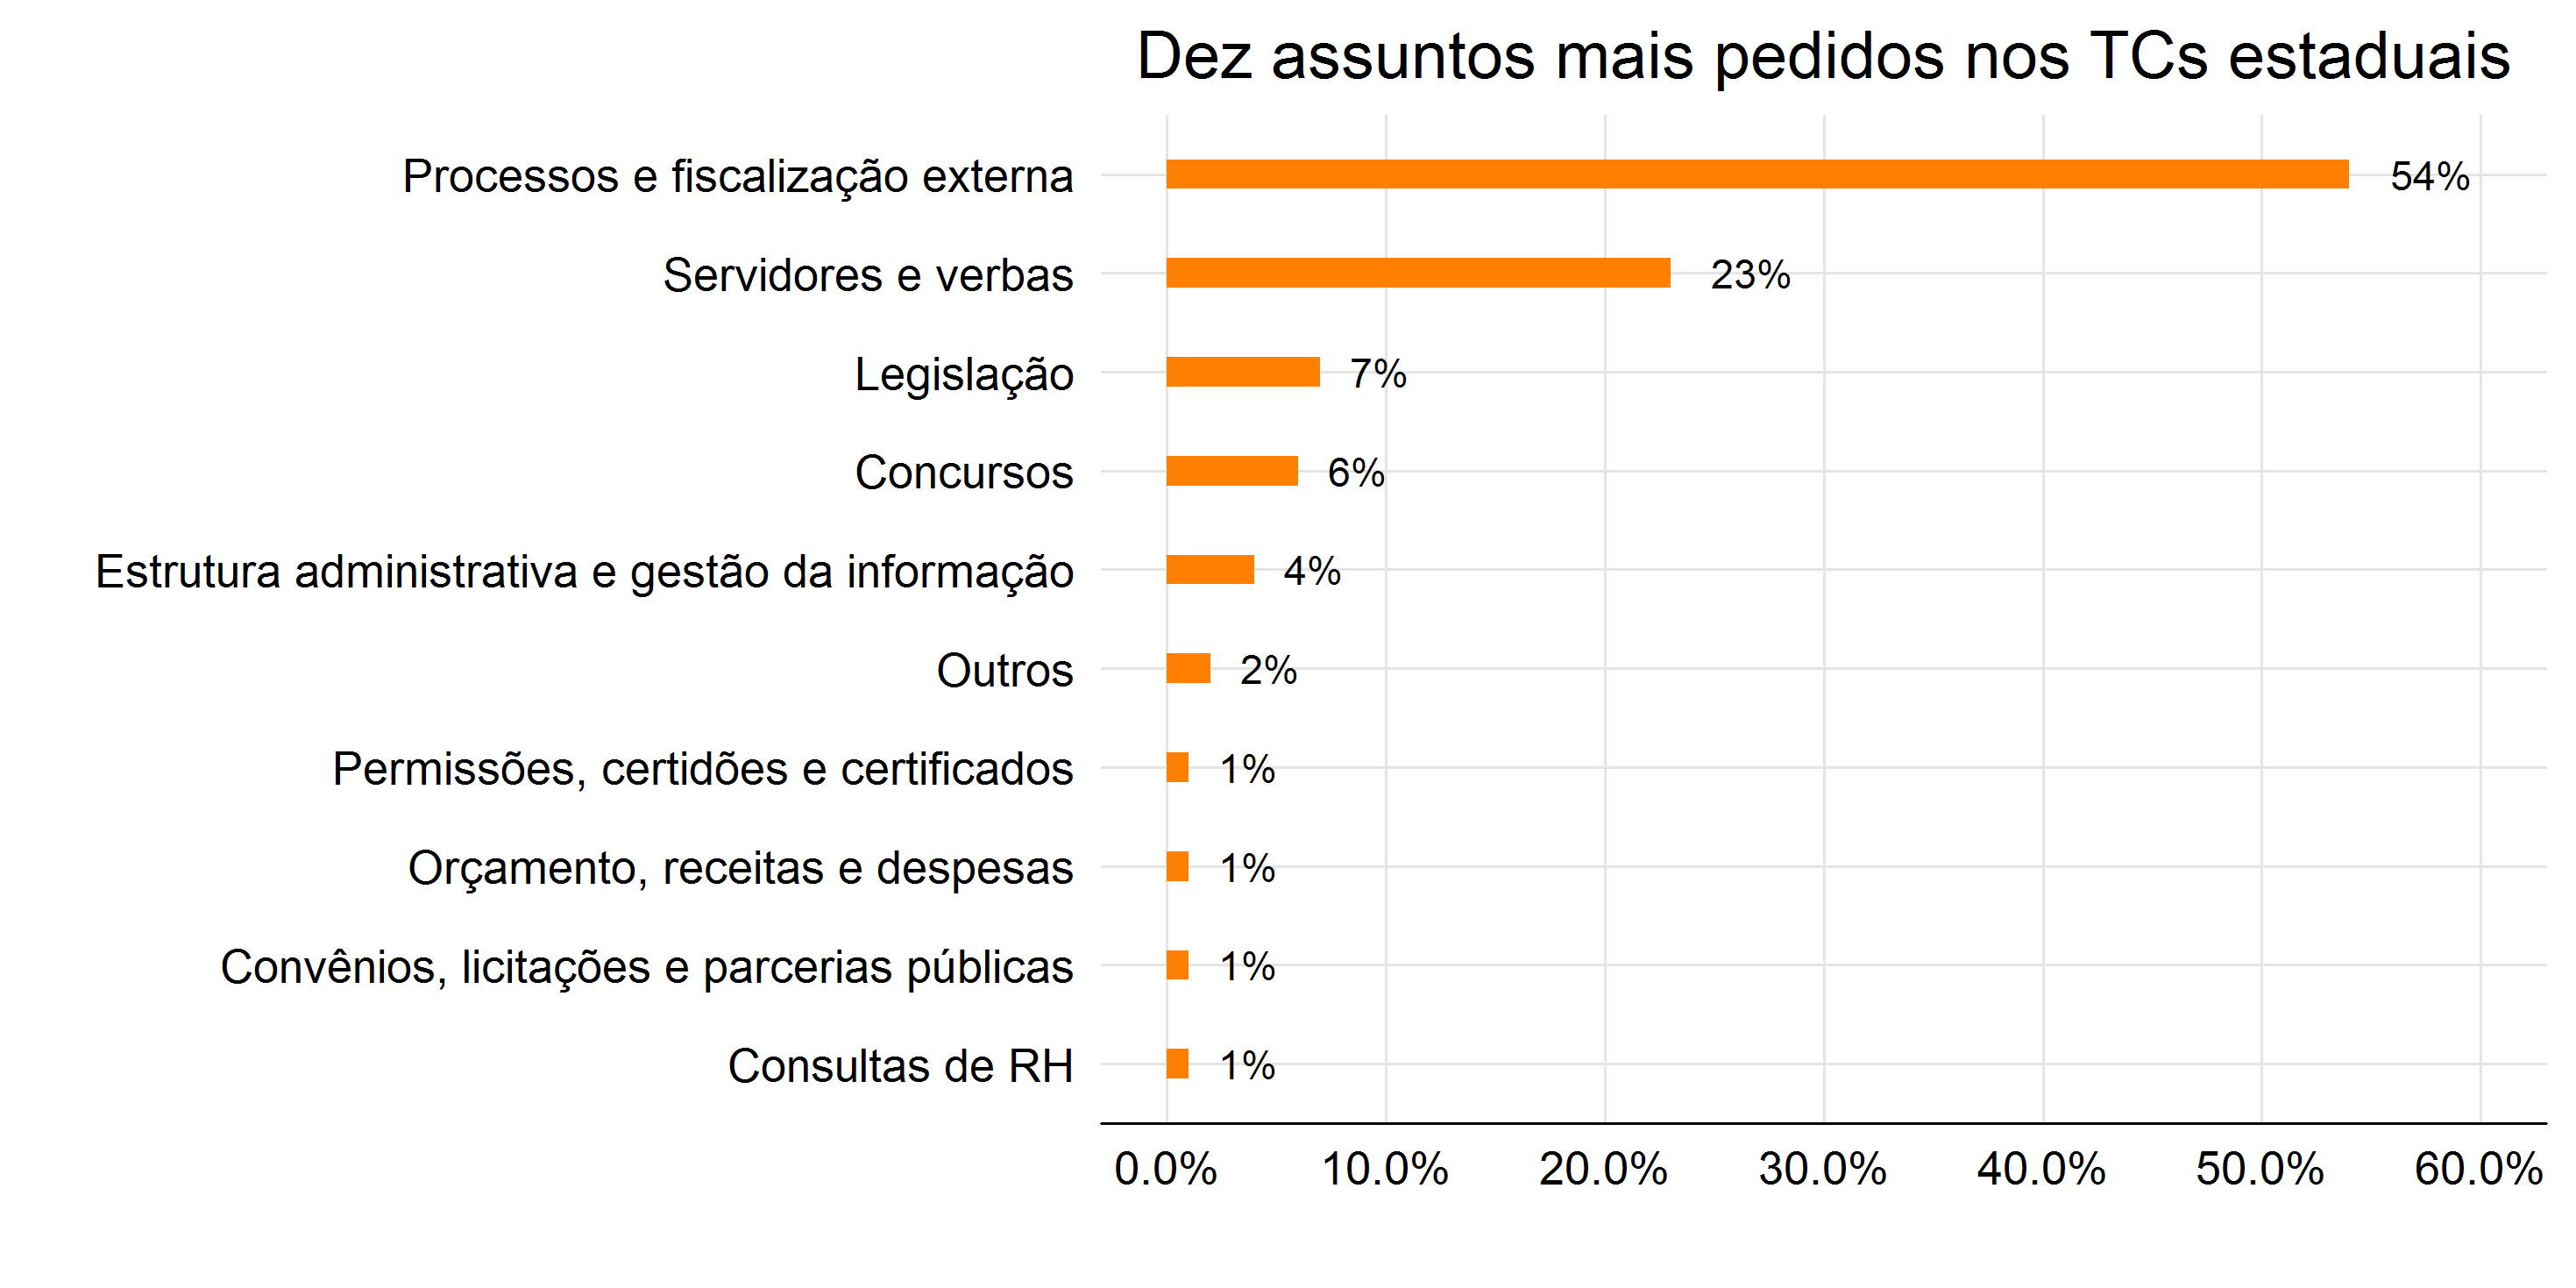 Dez assuntos mais pedidos nos TCs estaduais
Processos e fiscalização externa 54%
Servidores e verbas 23%
Legislação 7%
Concursos 6%
Estrutura administrativa e gestão da informação 4%
Outros 2%
Permissões, certidões e certificados 1%
Orçamento, receitas e despesas 1%
Convênios, licitações e parcerias públicas 1%
Consultas de RH 1%
0.0% 10.0% 20.0% 30.0% 40.0% 50.0% 60.0%